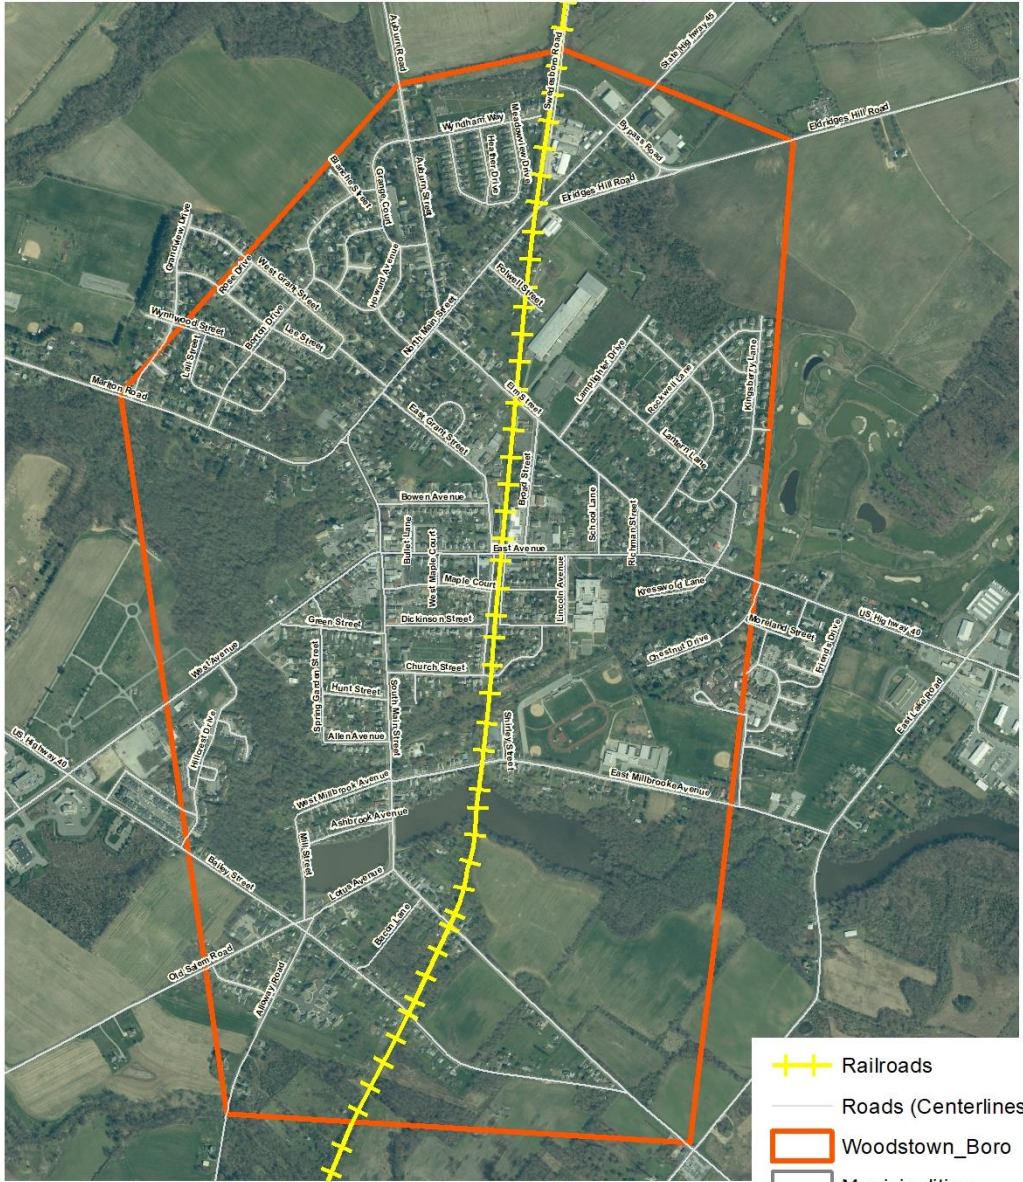 Auburn Road
Swedesboro Road
State Highway 45
Eldridges Hill Road
Wyndham Way
Meadowview Drive
Heather Drive
Bypass Road
Blanche Street
Grange Court
Auburn Street
Elridges Hill Road
Grandview Drive
Rose Drive
West Grant Street
Howard Avenue
Folwell Street
Wynnwood Street
Borton Drive
Lee Street
North Main Street
Lail Street
Marlton Road
Lamplighter Drive
Rockwell Lane
Kingsberry Lane
Elm Street
East Grant Street
Lantern Lane
Broad Street
Bowen Avenue
School Lane
Richman Street
Bullet Lane
West Maple Court
East Avenue
Maple Court
Lincoln Avenue
Kresswold Lane
Green Street
Dickinson Street
Moreland Street
US Highway 40
Friends Drive
Chestnut Drive
West Avenue
Church Street
Spring Garden Street
Hunt Street
South Main Street
East Lake Road
Allen Avenue
Shirley Street
US Highway 40
Hillcrest Drive
West Millbrook Avenue
East Millbrooke Avenue
Ashbrook Avenue
Mill Street
Bailey Street
Lotus Avenue
Bacon Lane
Old Salem Road
Alloway Road
Railroads
Roads (Centerlines
Woodstown_Boro